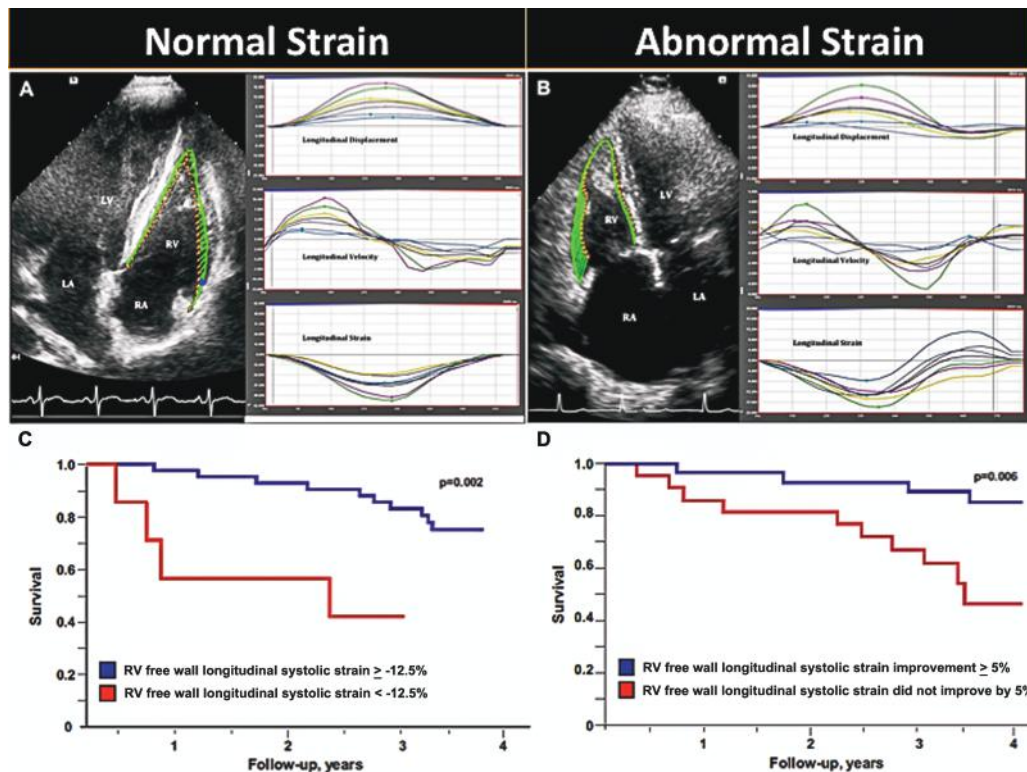 Normal Strain
Abnormal Strain
A
LV
RV
LA
RA
Longitudinal Displacement
Longitudinal Velocity
Longitudinal Strain
B
RV
LV
RA
LA
Longitudinal Displacement
Longitudinal Velocity
Longitudinal Strain
C
1.0
0.8
0.6
0.4
0.2
0
Survival
p=0.002
RV free wall longitudinal systolic strain ≥ -12.5%
RV free wall longitudinal systolic strain < -12.5%
1 2 3 4
Follow-up, years
D
1.0
0.8
0.6
0.4
0.2
0
Survival
p=0.006
RV free wall longitudinal systolic strain improvement ≥ 5%
RV free wall longitudinal systolic strain did not improve by 5%
1 2 3 4
Follow-up, years